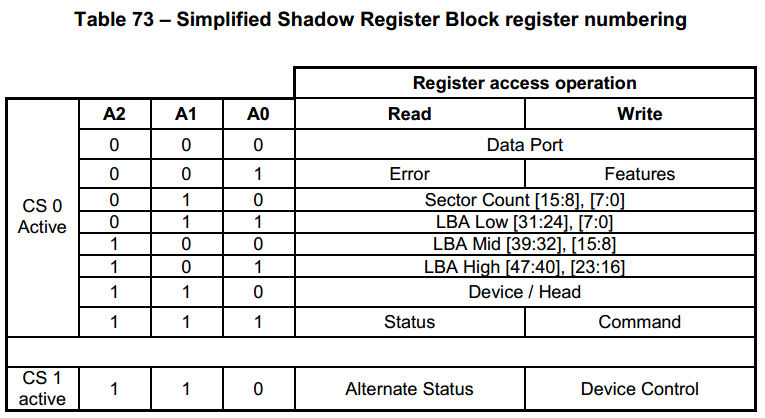 Table 73 – Simplified Shadow Register Block register numbering
Register access operation
A2 A1 A0 Read Write
CS 0 Active
0 0 0 Data Port
0 0 1 Error Features
0 1 0 Sector Count [15:8], [7:0]
0 1 1 LBA Low [31:24], [7:0]
1 0 0 LBA Mid [39:32], [15:8]
1 0 1 LBA High [47:40], [23:16]
1 1 0 Device / Head
1 1 1 Status Command
CS 1 active
1 1 0 Alternate Status Device Control